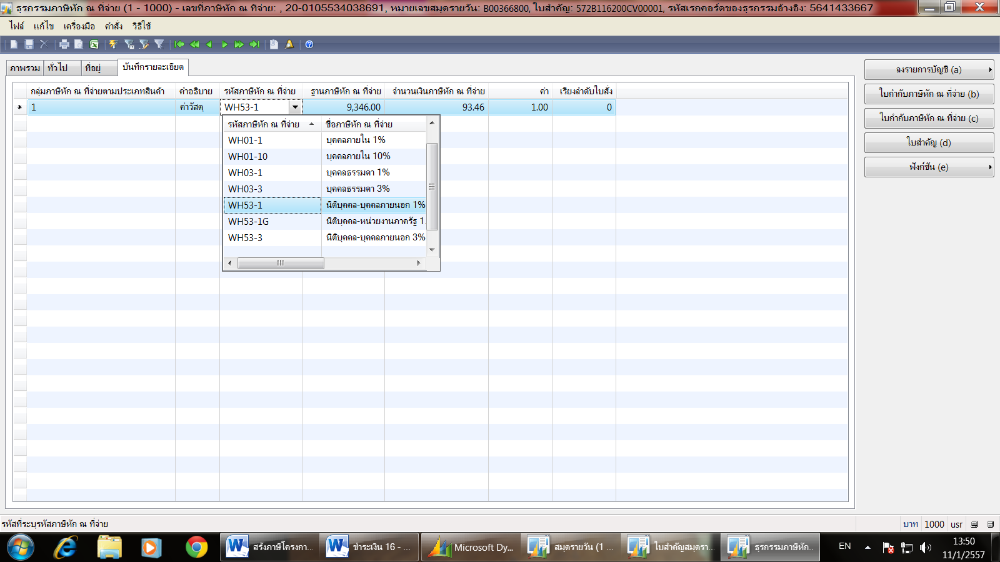 ธุรกรรมภาษีหัก ณ ที่จ่าย (1 - 1000) - เลขที่ภาษีหัก ณ ที่จ่าย: , 20-0105534038691, หมายเลขสมุดรายวัน: B00366800, ใบสำคัญ: 572B116200CV00001, รหัสเรกคอร์ดของธุรกรรมอ้างอิง: 5641433667
ไฟล์ แก้ไข เครื่องมือ คำสั่ง วิธีใช้
ภาพรวม ทั่วไป ที่อยู่ บันทึกรายละเอียด
กลุ่มภาษีหัก ณ ที่จ่ายตามประเภทสินค้า คำอธิบาย รหัสภาษีหัก ณ ที่จ่าย ฐานภาษีหัก ณ ที่จ่าย จำนวนเงินภาษีหัก ณ ที่จ่าย ค่า เรียงลำดับใบสั่ง
1 ค่าวัสดุ WH53-1 9,346.00 93.46 1.00 0
รหัสภาษีหัก ณ ที่จ่าย ชื่อภาษีหัก ณ ที่จ่าย
WH01-1 บุคคลภายใน 1%
WH01-10 บุคคลภายใน 10%
WH03-1 บุคคลธรรมดา 1%
WH03-3 บุคคลธรรมดา 3%
WH53-1 นิติบุคคล-บุคคลภายนอก 1%
WH53-1G นิติบุคคล-หน่วยงานภาครัฐ 1.
WH53-3 นิติบุคคล-บุคคลภายนอก 3%
ลงรายการบัญชี (a)
ใบกำกับภาษีหัก ณ ที่จ่าย (b)
ใบกำกับภาษีหัก ณ ที่จ่าย (c)
ใบสำคัญ (d)
ฟังก์ชัน (e)
รหัสที่ระบุรหัสภาษีหัก ณ ที่จ่าย บาท 1000 usr
สร้งภาษีโครงกา... ชำระเงิน 16 - ... Microsoft Dy... สมุดรายวัน (1 ... ใบสำคัญสมุดรา... ธุรกรรมภาษีหัก... EN 13:50
11/1/2557